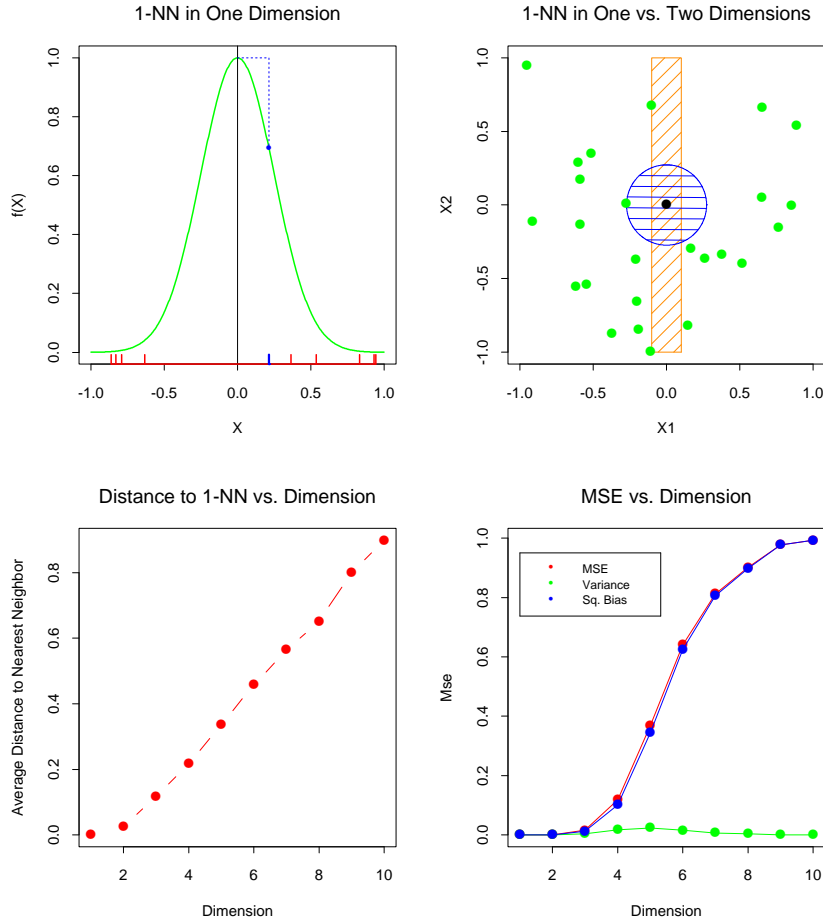 1-NN in One Dimension
f(X)
0.0 0.2 0.4 0.6 0.8 1.0
-1.0 -0.5 0.0 0.5 1.0
X
1-NN in One vs. Two Dimensions
X2
-1.0 -0.5 0.0 0.5 1.0
-1.0 -0.5 0.0 0.5 1.0
X1
Distance to 1-NN vs. Dimension
Average Distance to Nearest Neighbor
0.0 0.2 0.4 0.6 0.8
2 4 6 8 10
Dimension
MSE vs. Dimension
Mse
0.0 0.2 0.4 0.6 0.8 1.0
MSE
Variance
Sq. Bias
2 4 6 8 10
Dimension